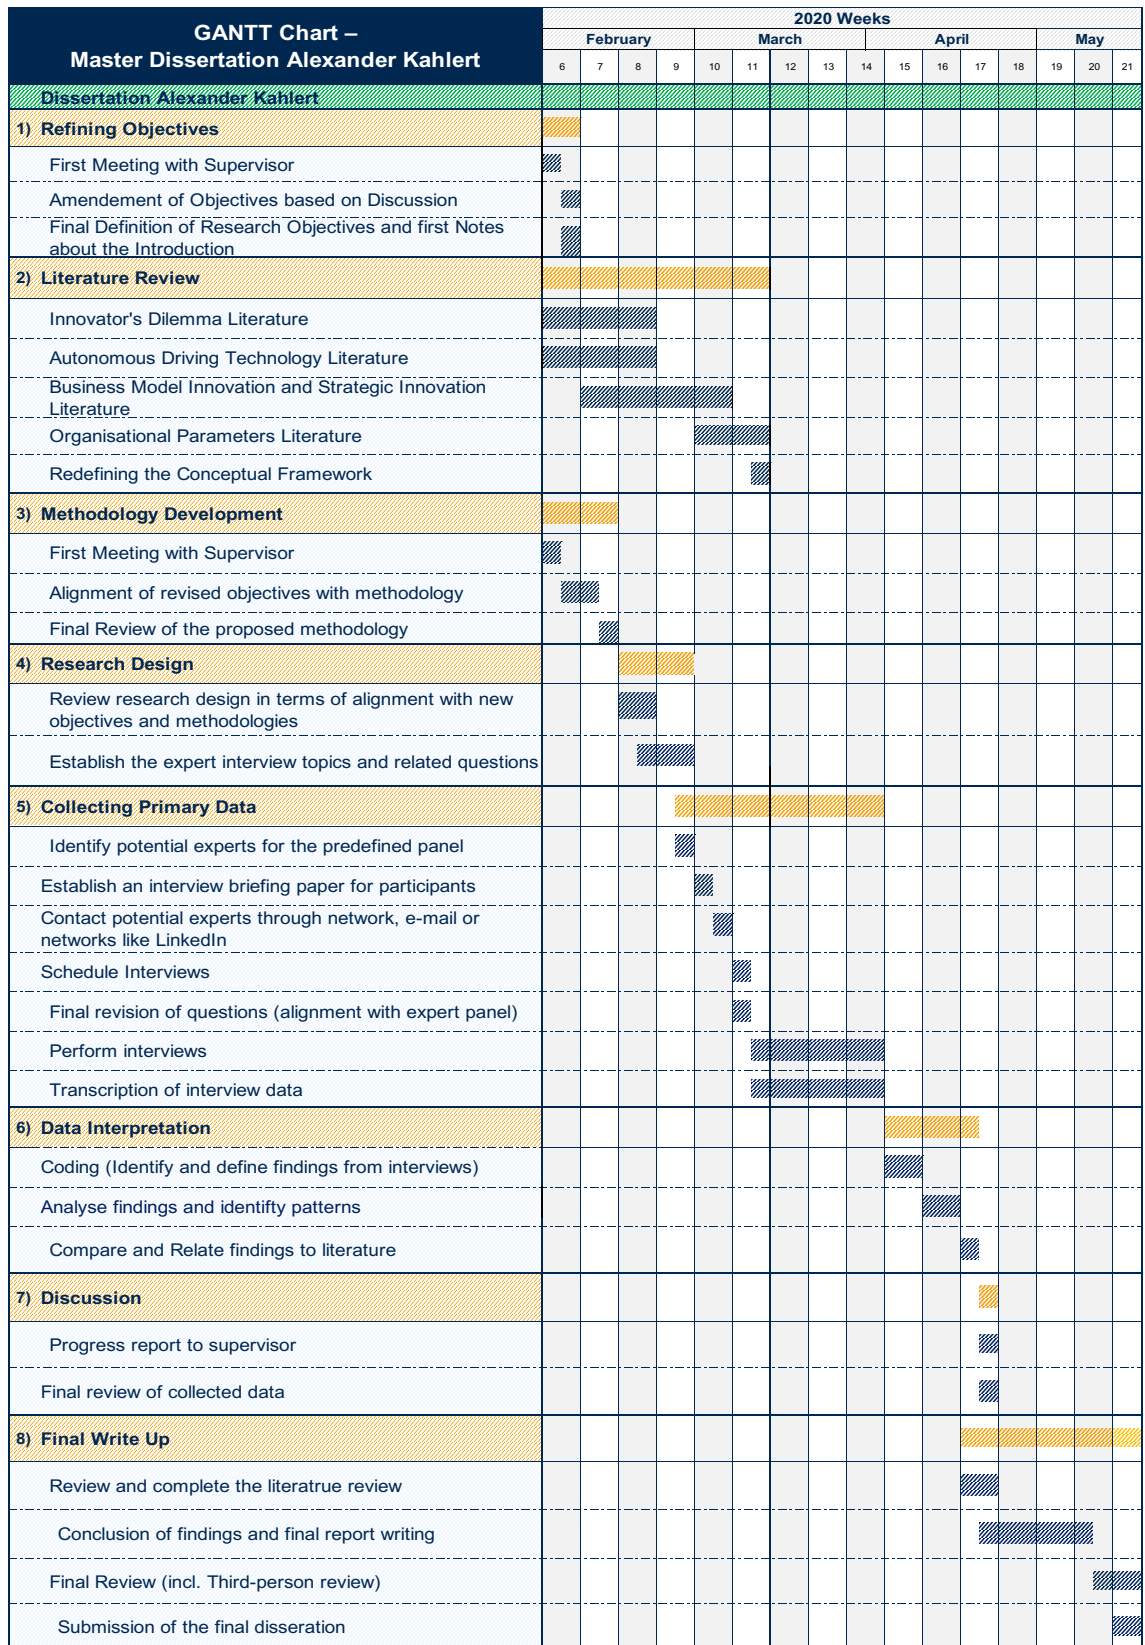 GANTT Chart –
Master Dissertation Alexander Kahlert
2020 Weeks
February March April May
6 7 8 9 10 11 12 13 14 15 16 17 18 19 20 21
Dissertation Alexander Kahlert
1) Refining Objectives
First Meeting with Supervisor
Amendement of Objectives based on Discussion
Final Definition of Research Objectives and first Notes
about the Introduction
2) Literature Review
Innovator's Dilemma Literature
Autonomous Driving Technology Literature
Business Model Innovation and Strategic Innovation
Literature
Organisational Parameters Literature
Redefining the Conceptual Framework
3) Methodology Development
First Meeting with Supervisor
Alignment of revised objectives with methodology
Final Review of the proposed methodology
4) Research Design
Review research design in terms of alignment with new
objectives and methodologies
Establish the expert interview topics and related questions
5) Collecting Primary Data
Identify potential experts for the predefined panel
Establish an interview briefing paper for participants
Contact potential experts through network, e-mail or
networks like LinkedIn
Schedule Interviews
Final revision of questions (alignment with expert panel)
Perform interviews
Transcription of interview data
6) Data Interpretation
Coding (Identify and define findings from interviews)
Analyse findings and identifty patterns
Compare and Relate findings to literature
7) Discussion
Progress report to supervisor
Final review of collected data
8) Final Write Up
Review and complete the literatrue review
Conclusion of findings and final report writing
Final Review (incl. Third-person review)
Submission of the final disseration